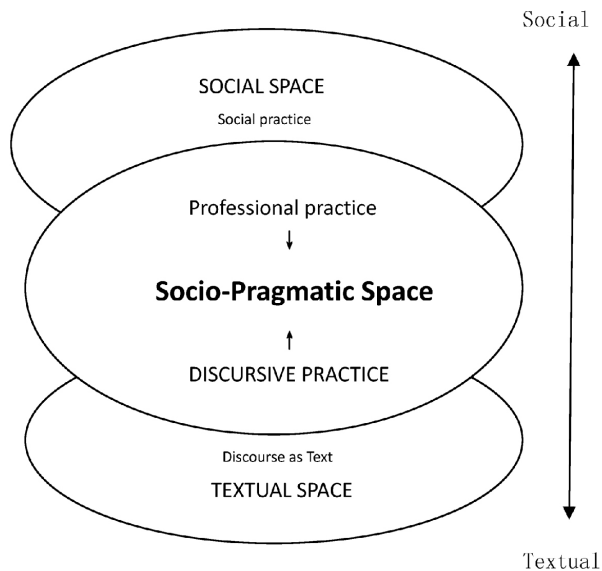 Social
SOCIAL SPACE
Social practice
Professional practice
Socio-Pragmatic Space
DISCURSIVE PRACTICE
Discourse as Text
TEXTUAL SPACE
Textual